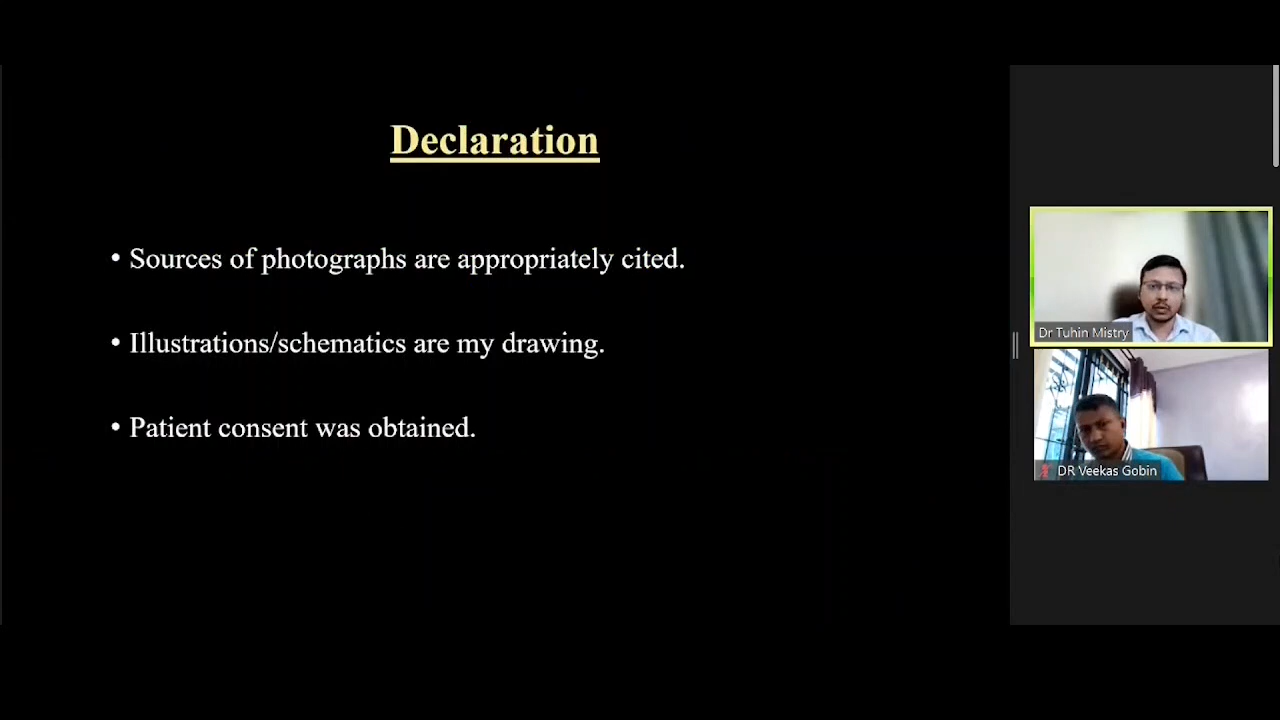 Declaration
• Sources of photographs are appropriately cited.
• Illustrations/schematics are my drawing.
• Patient consent was obtained.
Dr Tuhin Mistry
DR Veekas Gobin